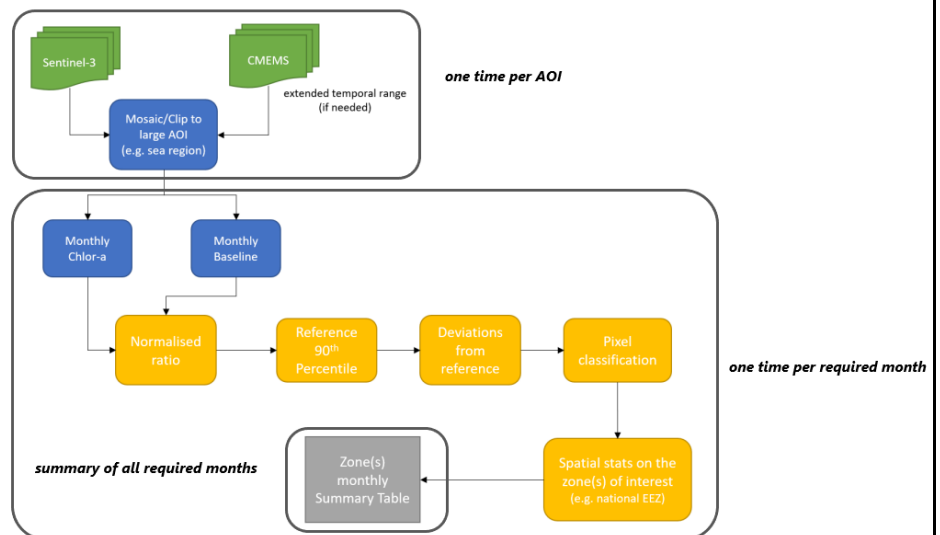 Sentinel-3
CMEMS
one time per AOI
extended temporal range
(if needed)
Mosaic/Clip to
large AOI
(e.g. sea region)
Monthly
Chlor-a
Monthly
Baseline
Normalised
ratio
Reference
90th
Percentile
Deviations
from
reference
Pixel
classification
one time per required month
summary of all required months
Zone(s)
monthly
Summary Table
Spatial stats on the
zone(s) of interest
(e.g. national EEZ)